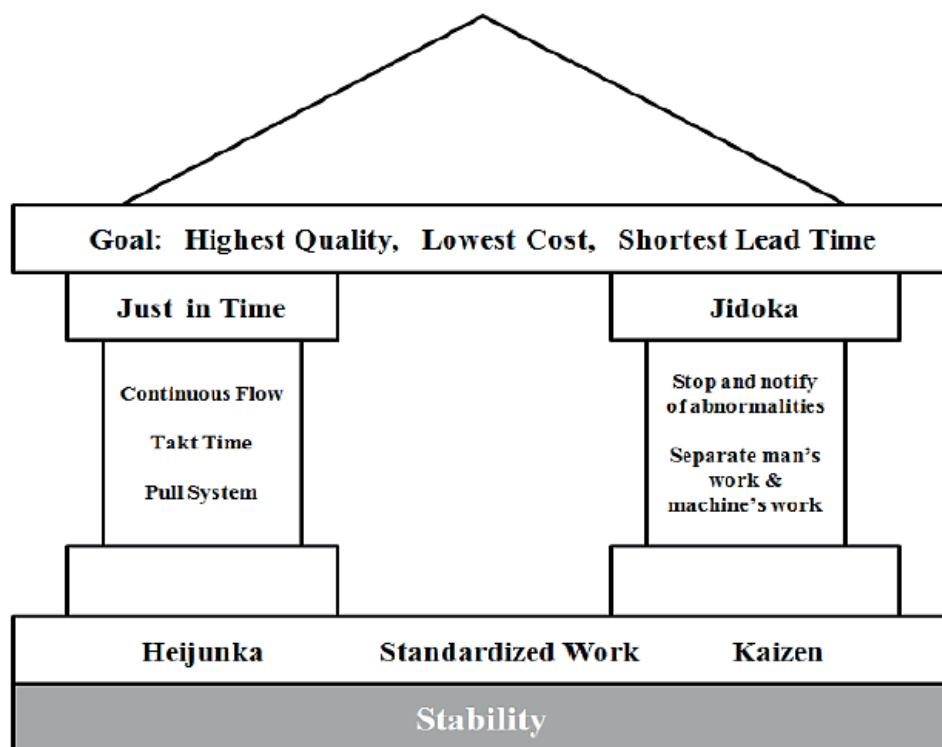 Goal: Highest Quality, Lowest Cost, Shortest Lead Time
Just in Time
Jidoka
Continuous Flow
Takt Time
Pull System
Stop and notify
of abnormalities
Separate man's
work &
machine's work
Heijunka
Standardized Work
Kaizen
Stability